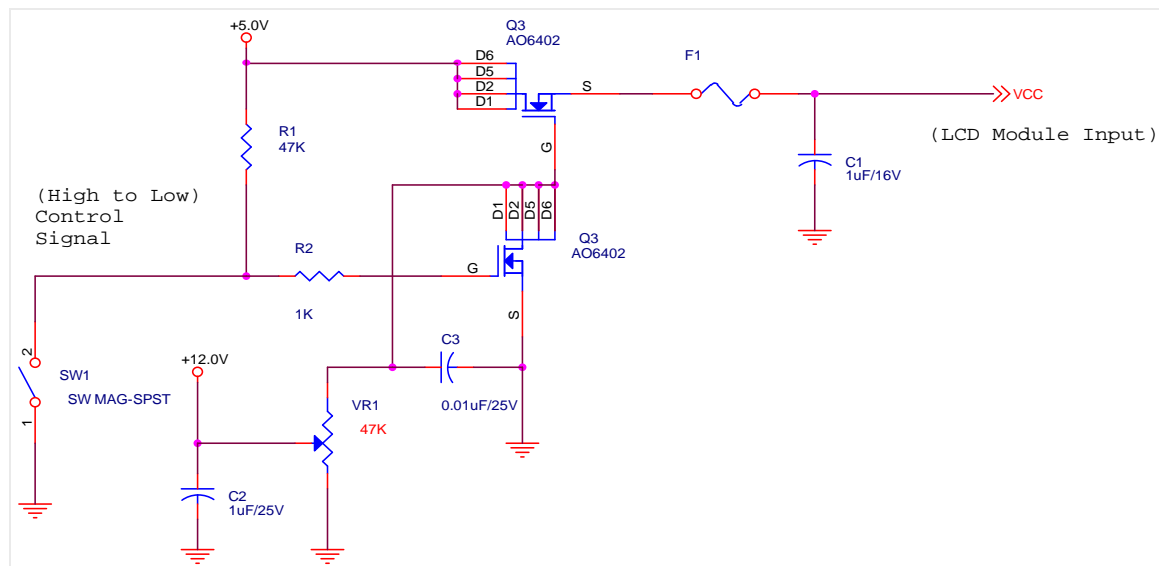 +5.0V
Q3
AO6402
D6
D5
D2
D1
S
G
F1
VCC
(LCD Module Input)
R1
47K
C1
1uF/16V
(High to Low)
Control
Signal
D1
D2
D5
D6
Q3
AO6402
R2
1K
G
S
+12.0V
C3
0.01uF/25V
2
SW1
SW MAG-SPST
1
VR1
47K
C2
1uF/25V